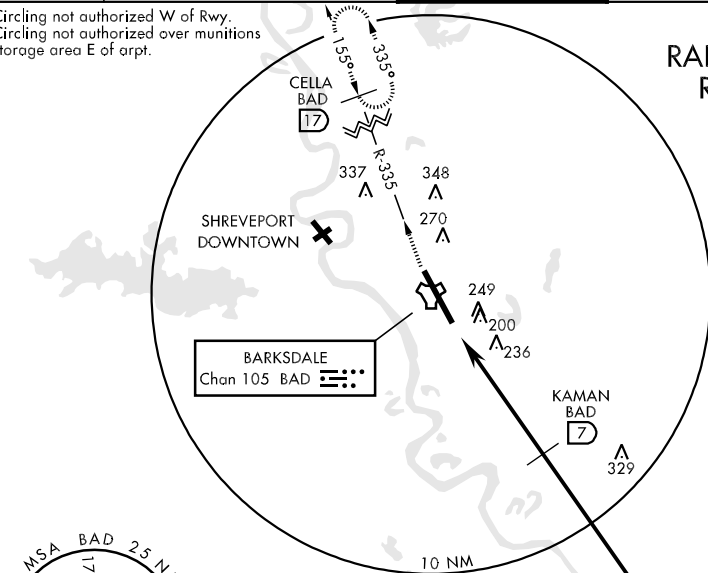 Circling not authorized W of Rwy.
Circling not authorized over munitions
storage area E of arpt.
155°
335°
CELLA
BAD
17
R-335
337
348
270
SHREVEPORT
DOWNTOWN
249
200
236
BARKSDALE
Chan 105 BAD
KAMAN
BAD
7
329
10 NM
MSA BAD 25